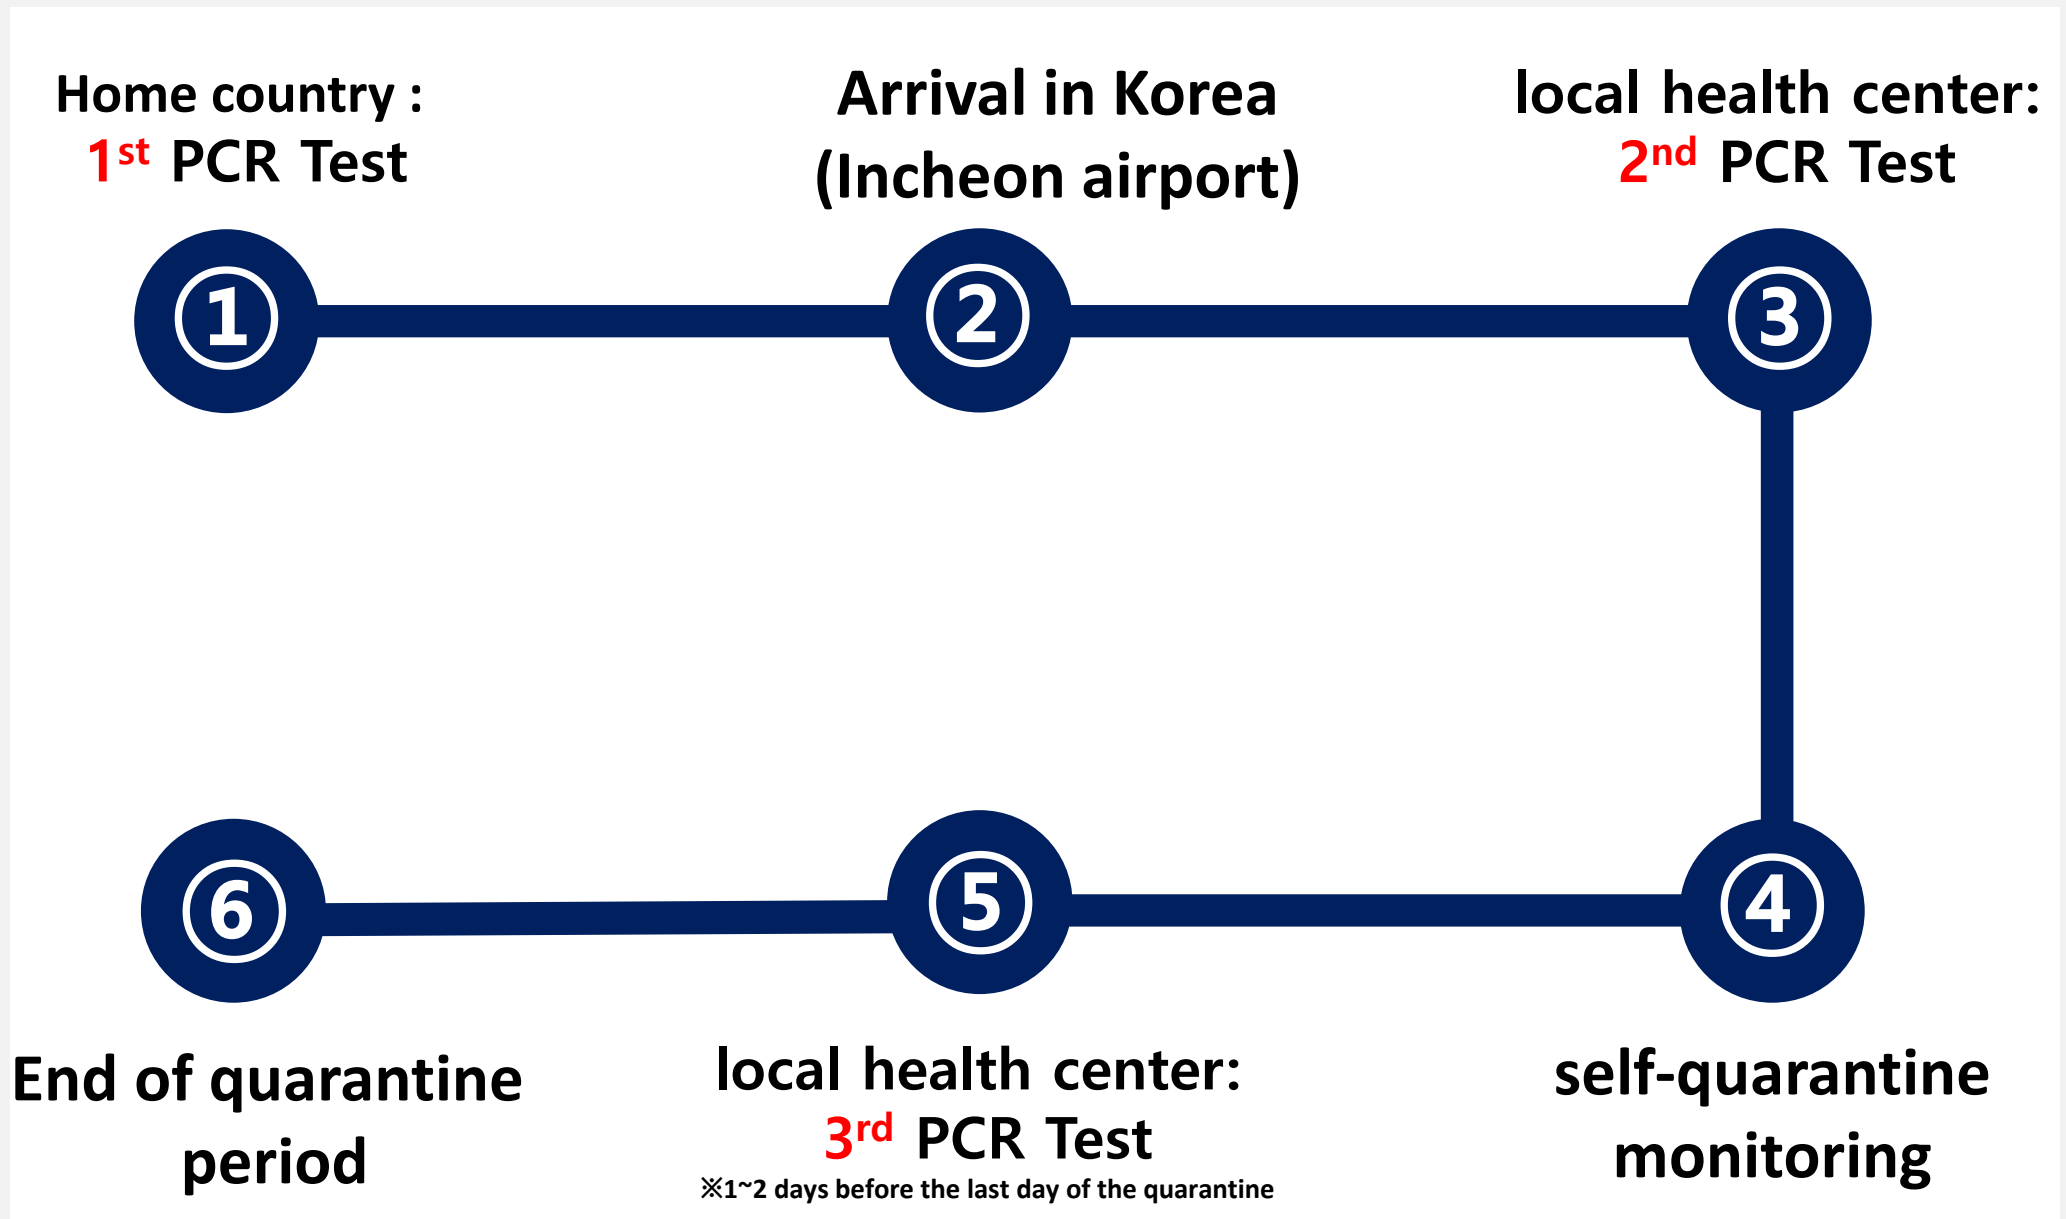 Home country :
1st PCR Test
Arrival in Korea
(Incheon airport)
local health center:
2nd PCR Test
①
②
③
④
⑤
⑥
self-quarantine
monitoring
local health center:
3rd PCR Test
※1~2 days before the last day of the quarantine
End of quarantine
period